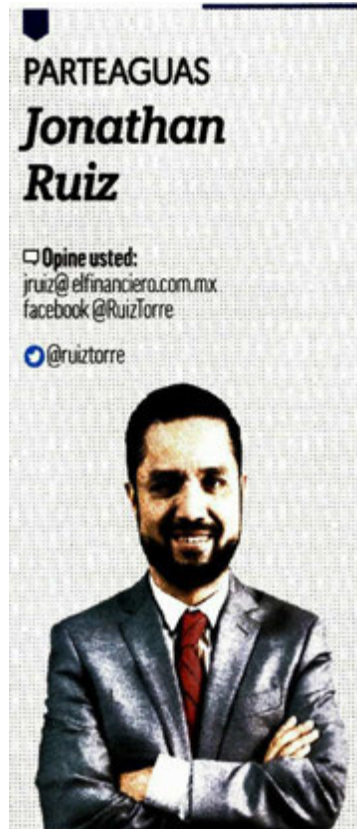 PARTEAGUAS
Jonathan
Ruiz
Opine usted:
jruiz@elfinanciero.com.mx
facebook @RuizTorre
@ruiztorre